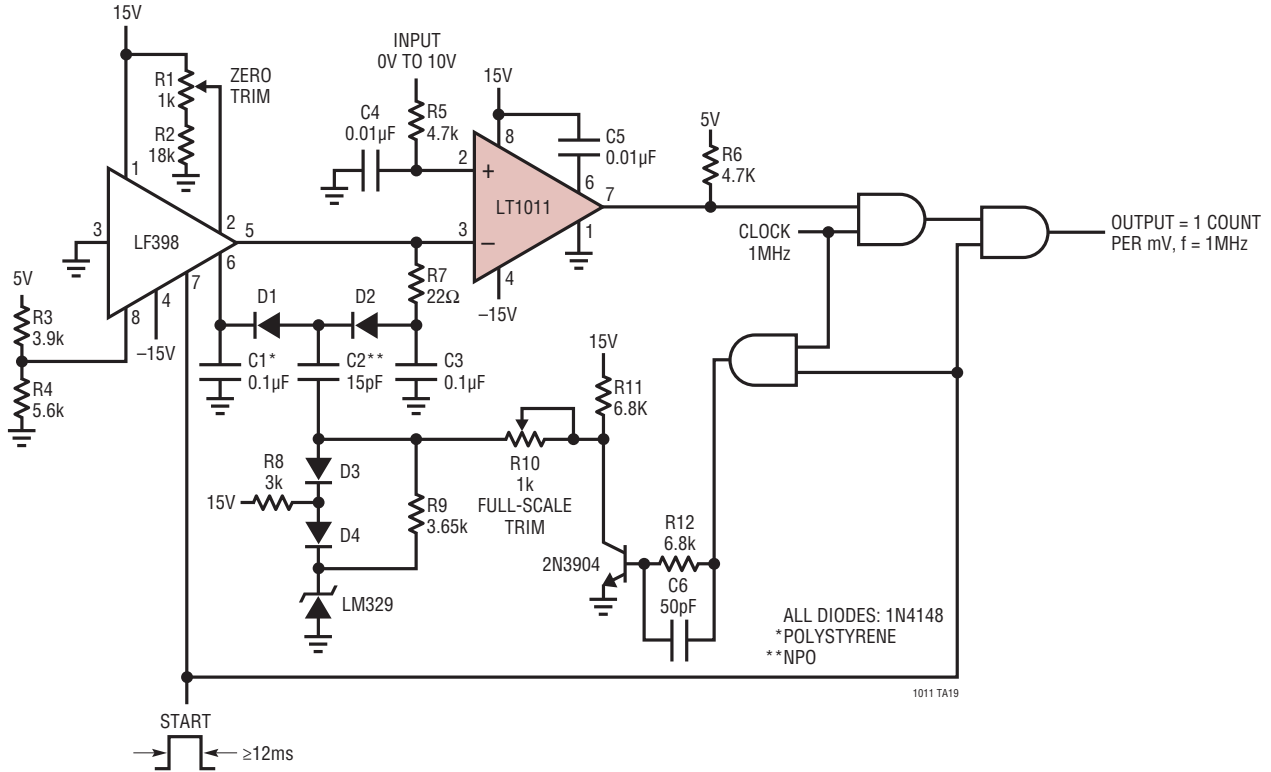 15V
R1
1k
ZERO
TRIM
R2
18k
1
3
LF398
2
5
6
7
4
8
–15V
5V
R3
3.9k
R4
5.6k
INPUT
0V TO 10V
C4
0.01µF
R5
4.7k
15V
8
C5
0.01µF
2
+
LT1011
3
–
6
7
1
4
–15V
5V
R6
4.7K
CLOCK
1MHz
OUTPUT = 1 COUNT
PER mV, f = 1MHz
R7
22Ω
D1
D2
C1*
0.1µF
C2**
15pF
C3
0.1µF
15V
R11
6.8K
R8
3k
15V
D3
D4
R9
3.65k
R10
1k
FULL-SCALE
TRIM
LM329
2N3904
R12
6.8k
C6
50pF
ALL DIODES: 1N4148
*POLYSTYRENE
**NPO
1011 TA19
START
≥12ms